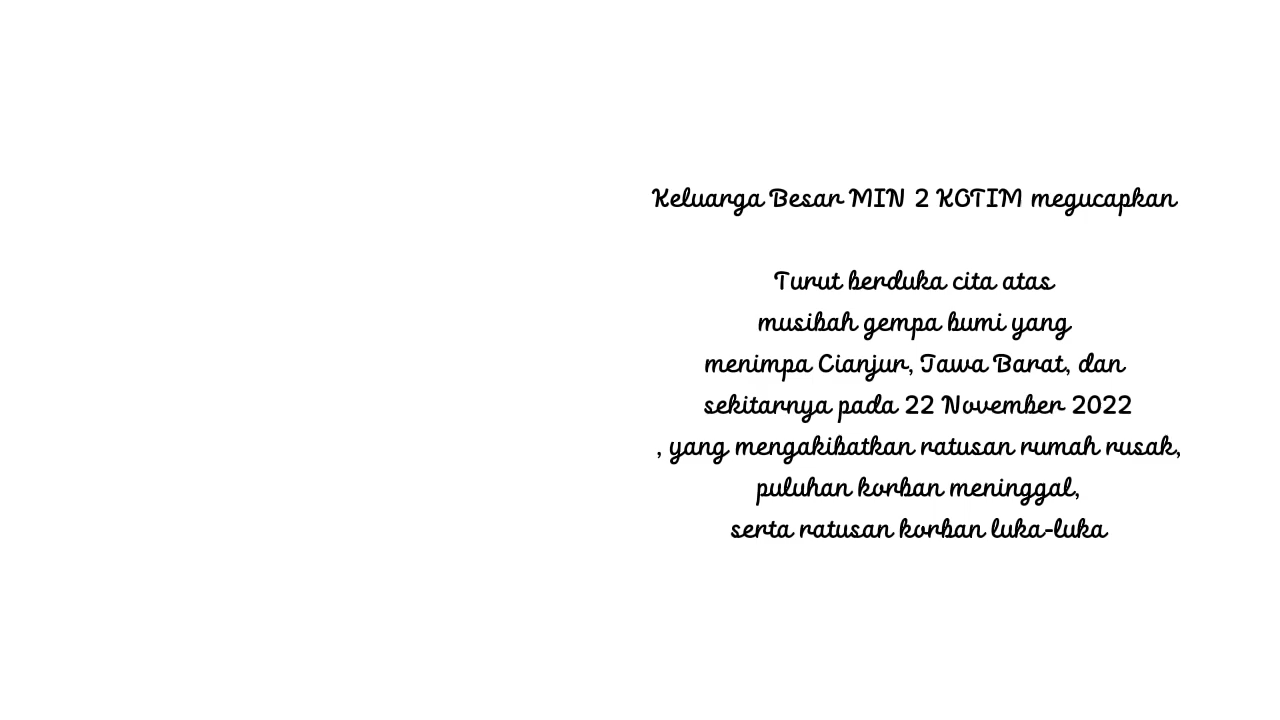 Keluarga Besar MIN 2 KOTIM megucapkan
Turut berduka cita atas
musibah gempa bumi yang
menimpa Cianjur, Jawa Barat, dan
sekitarnya pada 22 November 2022
, yang mengakibatkan ratusan rumah rusak,
puluhan korban meninggal,
serta ratusan korban luka-luka